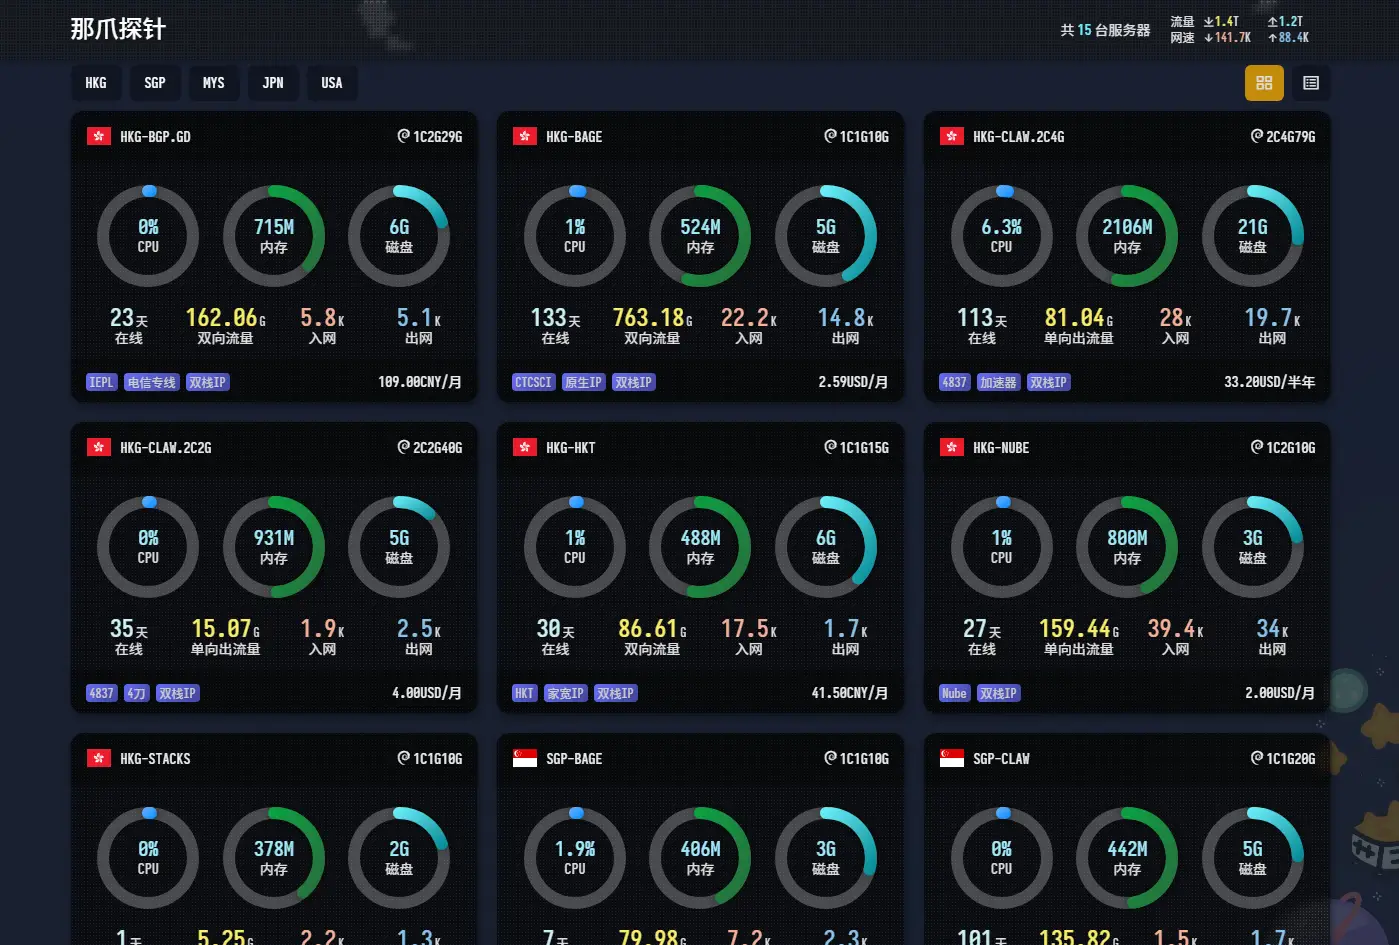 那爪探针
共 15 台服务器
流量 1.4T 1.2T
网速 141.7K 88.4K
HKG SGP MYS JPN USA
HKG-BGP.GD 1C2G29G
0% 715M 6G
CPU 内存 磁盘
23天 162.06G 5.8K 5.1K
在线 双向流量 入网 出网
IEPL 电信专线 双栈IP 109.00CNY/月
HKG-BAGE 1C1G10G
1% 524M 5G
CPU 内存 磁盘
133天 763.18G 22.2K 14.8K
在线 双向流量 入网 出网
CTCSCI 原生IP 双栈IP 2.59USD/月
HKG-CLAW.2C4G 2C4G79G
6.3% 2106M 21G
CPU 内存 磁盘
113天 81.04G 28K 19.7K
在线 单向出流量 入网 出网
4837 加速器 双栈IP 33.20USD/半年
HKG-CLAW.2C2G 2C2G40G
0% 931M 5G
CPU 内存 磁盘
35天 15.07G 1.9K 2.5K
在线 单向出流量 入网 出网
4837 4刀 双栈IP 4.00USD/月
HKG-HKT 1C1G15G
1% 488M 6G
CPU 内存 磁盘
30天 86.61G 17.5K 1.7K
在线 双向流量 入网 出网
HKT 家宽IP 双栈IP 41.50CNY/月
HKG-NUBE 1C2G10G
1% 800M 3G
CPU 内存 磁盘
27天 159.44G 39.4K 34K
在线 单向出流量 入网 出网
Nube 双栈IP 2.00USD/月
HKG-STACKS 1C1G10G
0% 378M 2G
CPU 内存 磁盘
1天 5.25G 2.2K 1.3K
SGP-BAGE 1C1G10G
1.9% 406M 3G
CPU 内存 磁盘
7天 79.98G 7.2K 2.3K
SGP-CLAW 1C1G20G
0% 442M 5G
CPU 内存 磁盘
101天 135.82G 1.5K 1.7K